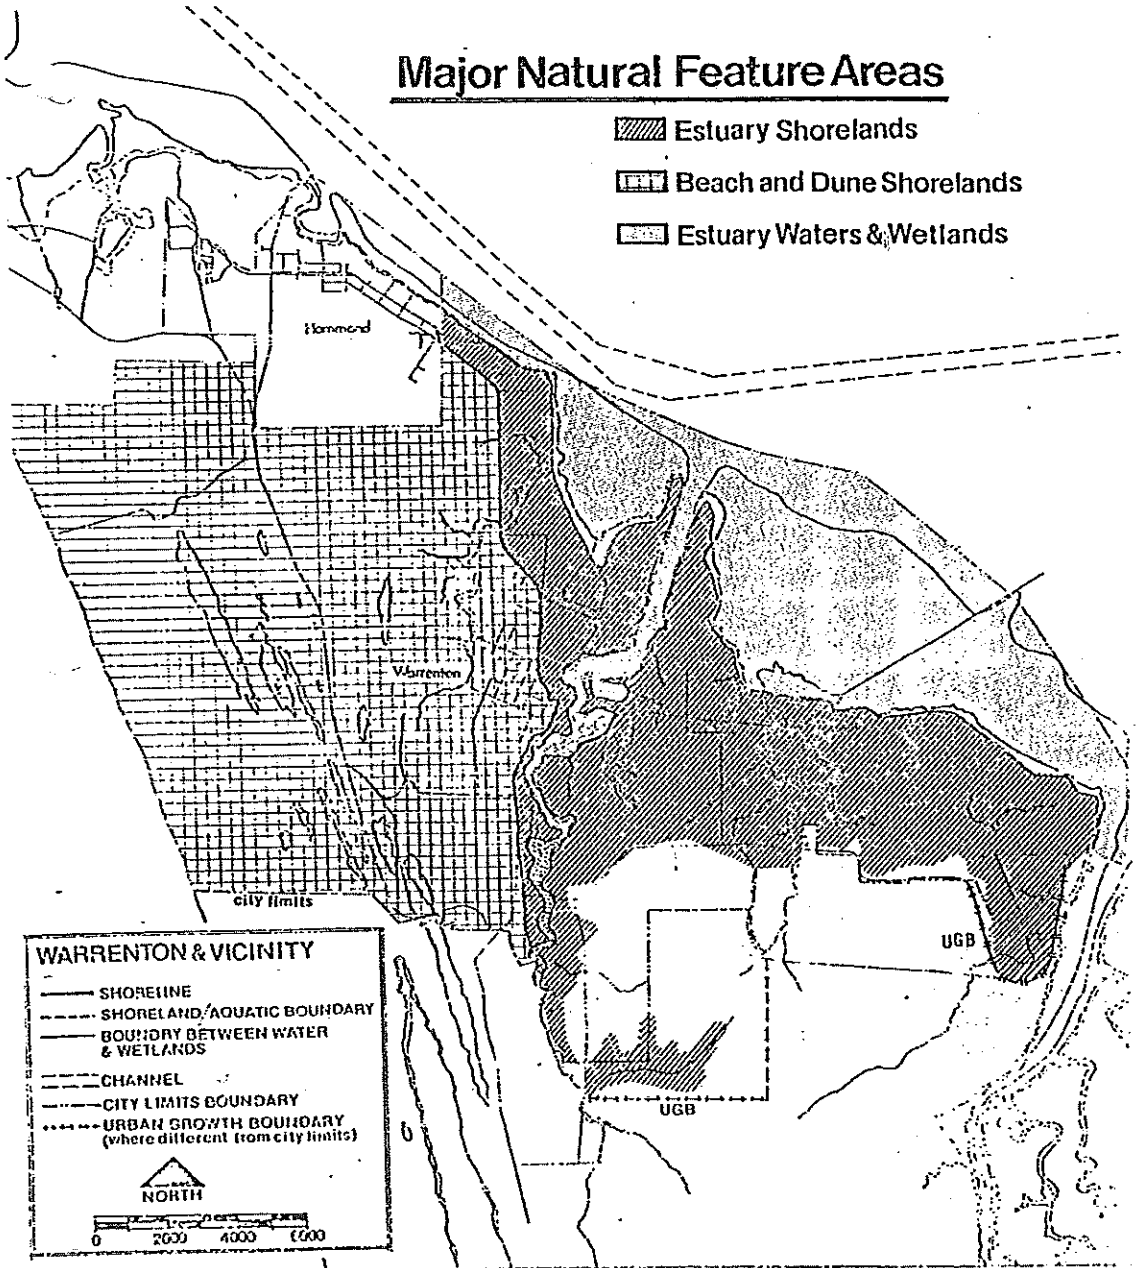 Major Natural Feature Areas
Estuary Shorelands
Beach and Dune Shorelands
Estuary Waters & Wetlands
Hammond
Warrenton
city limits
UGB
UGB
WARRENTON & VICINITY
SHORELINE
SHORELAND/AQUATIC BOUNDARY
BOUNDRY BETWEEN WATER
& WETLANDS
CHANNEL
CITY LIMITS BOUNDARY
URBAN GROWTH BOUNDARY
(where different from city limits)
NORTH
0 2000 4000 6000